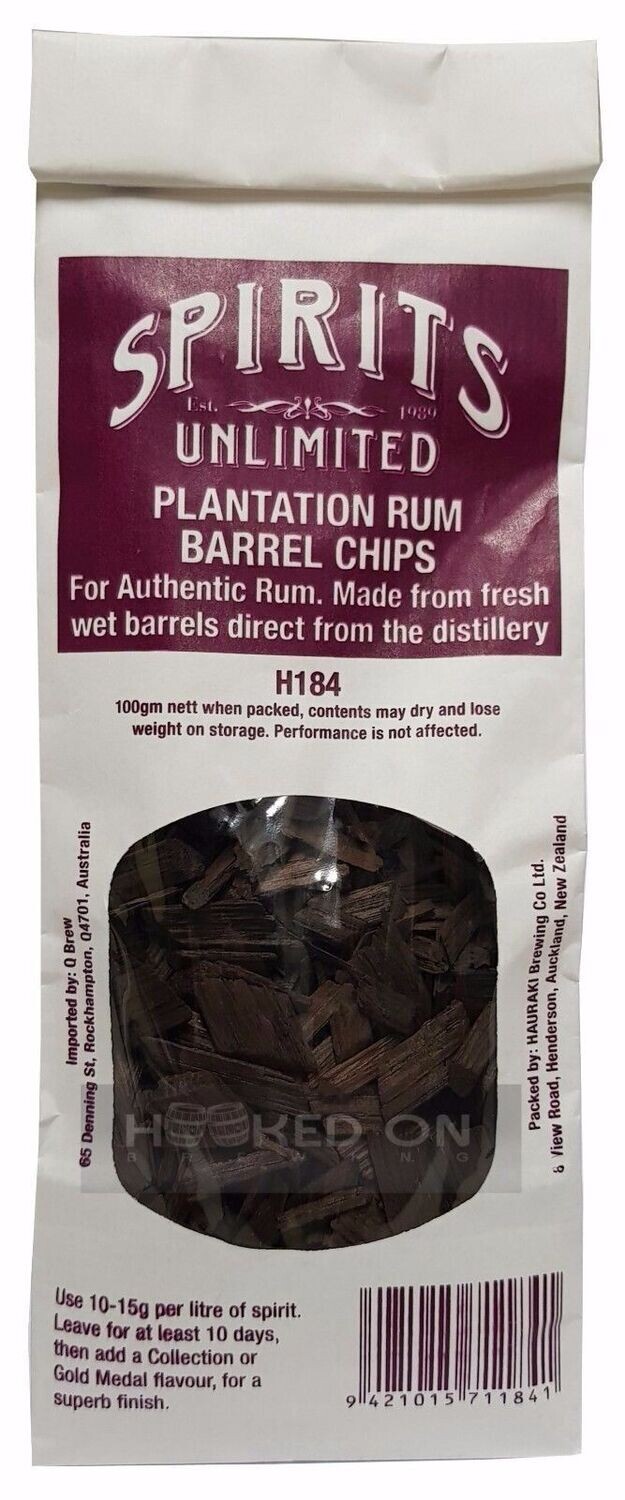 SPIRITS
Est. 1989
UNLIMITED
PLANTATION RUM
BARREL CHIPS
For Authentic Rum. Made from fresh
wet barrels direct from the distillery
H184
100gm nett when packed, contents may dry and lose
weight on storage. Performance is not affected.
Imported by: Q Brew
65 Denning St, Rockhampton, Q4701, Australia
Packed by: HAURAKI Brewing Co Ltd.
View Road, Henderson, Auckland, New Zealand
HOOKED ON
BREWING
Use 10-15g per litre of spirit.
Leave for at least 10 days,
then add a Collection or
Gold Medal flavour, for a
superb finish.
9 421015 711841